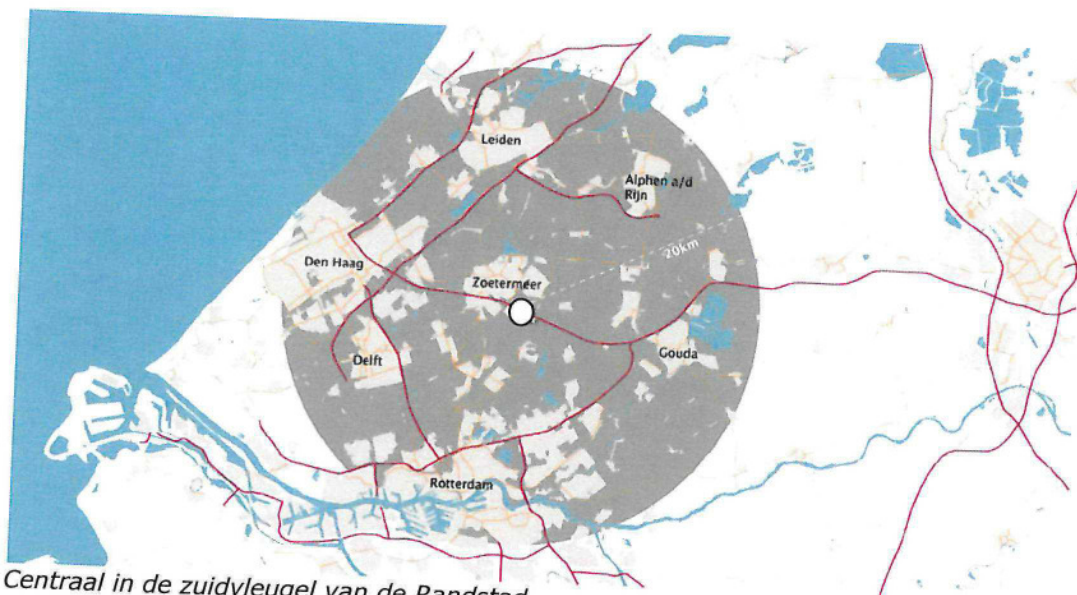 Leiden
Alphen a/d
Rijn
20km
Den Haag
Zoetermeer
Delft
Gouda
Rotterdam
Centraal in de zuidvleugel van de Randstad